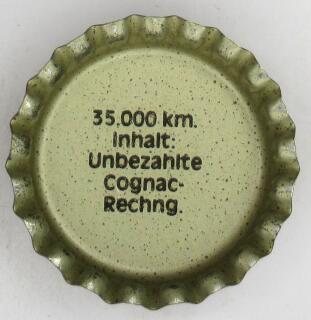 35.000 km.
Inhalt:
Unbezahlte
Cognac-
Rechng.